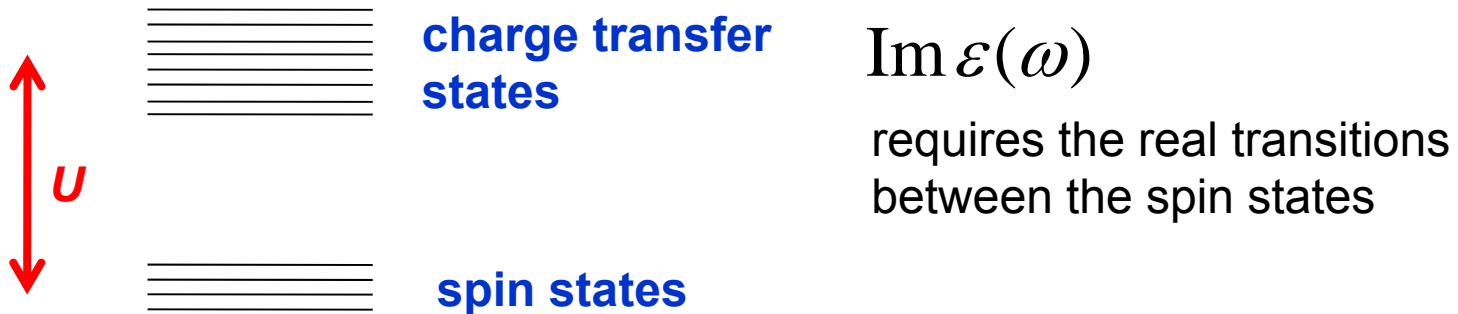 charge transfer
states
Im ε(ω)
requires the real transitions
between the spin states
U
spin states